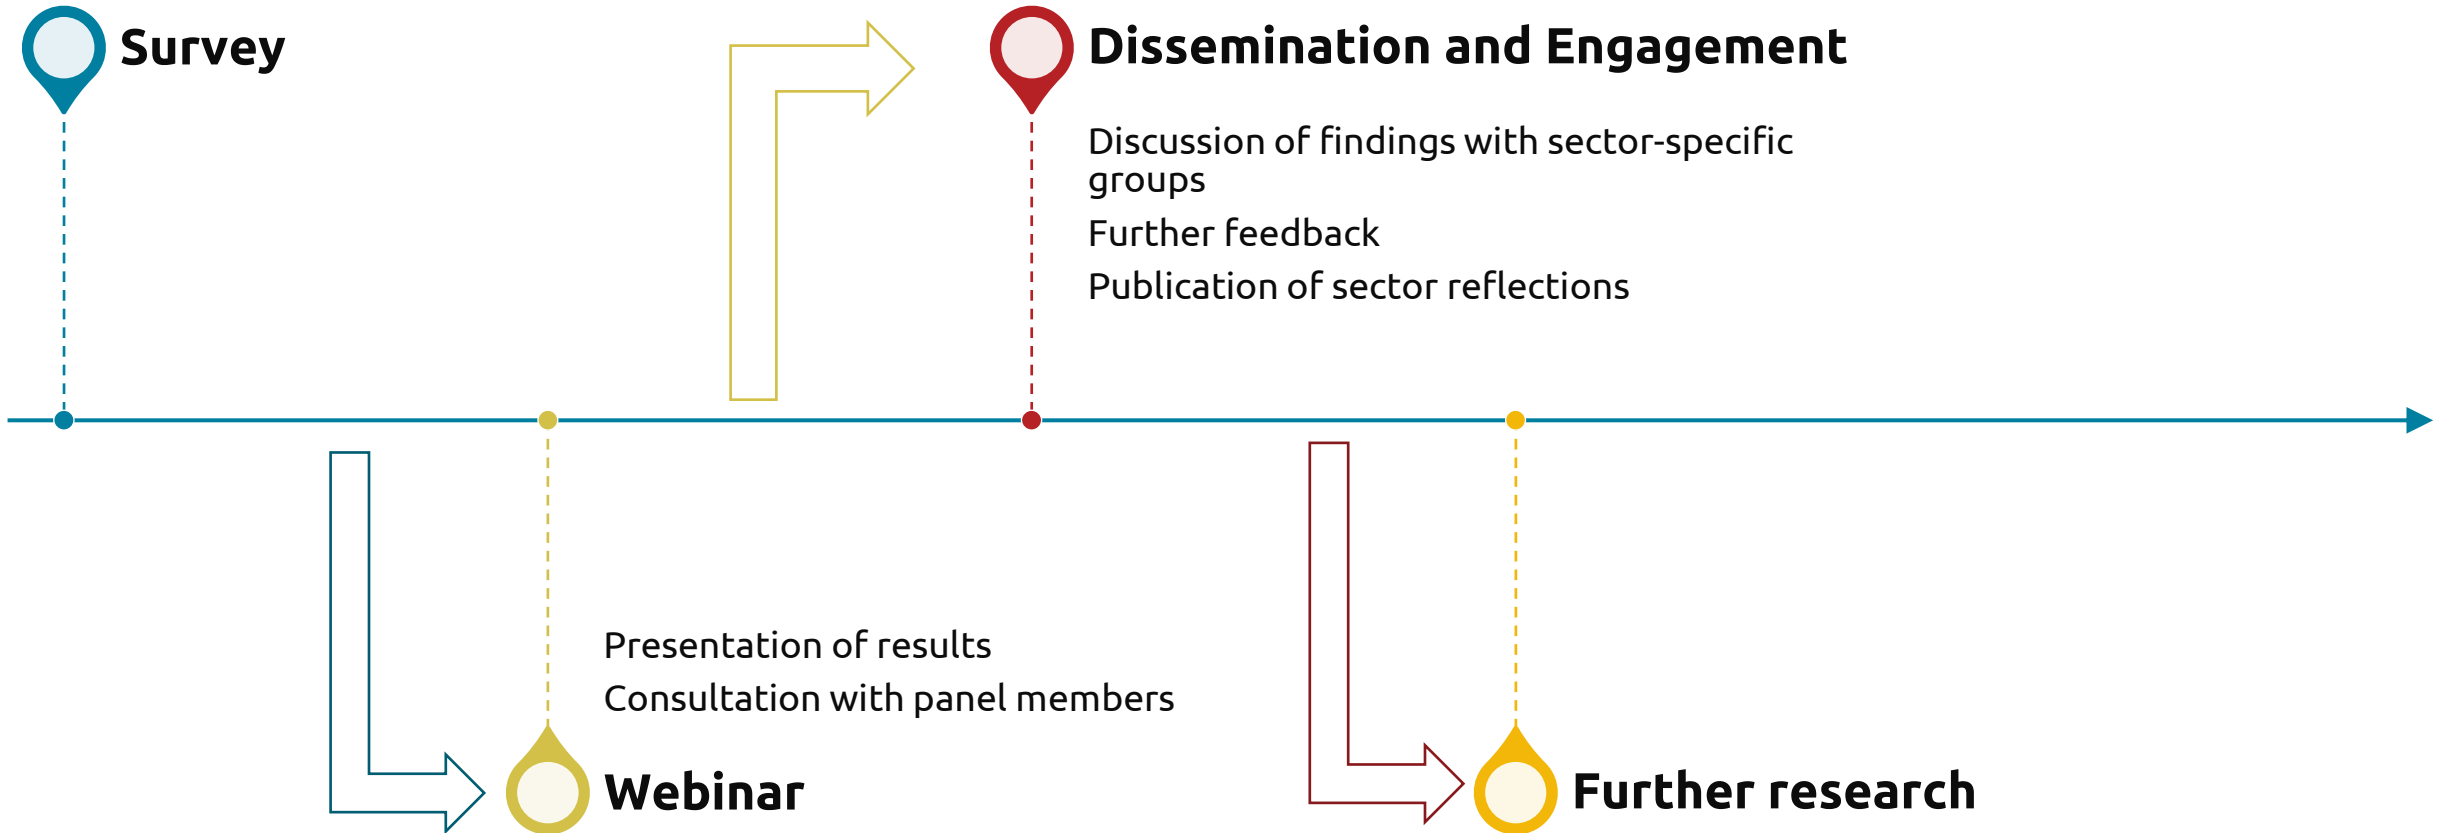 Survey
Dissemination and Engagement
Discussion of findings with sector-specific
groups
Further feedback
Publication of sector reflections
Presentation of results
Consultation with panel members
Webinar
Further research